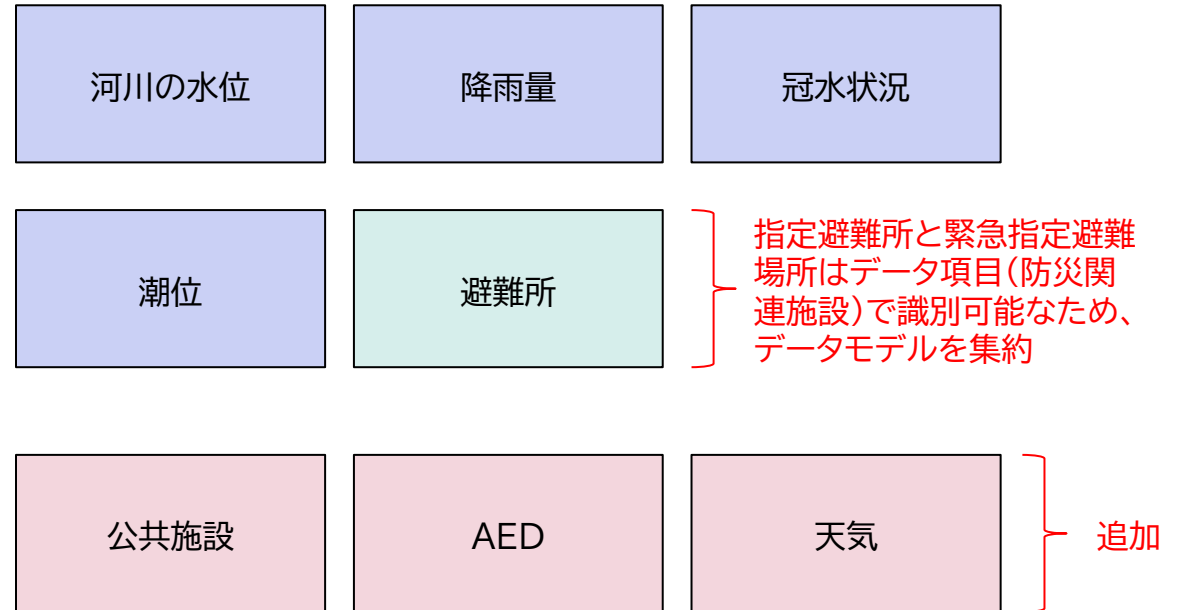 河川の水位
降雨量
冠水状況
潮位
避難所
指定避難所と緊急指定避難
場所はデータ項目(防災関
連施設)で識別可能なため、
データモデルを集約
公共施設
AED
天気
追加